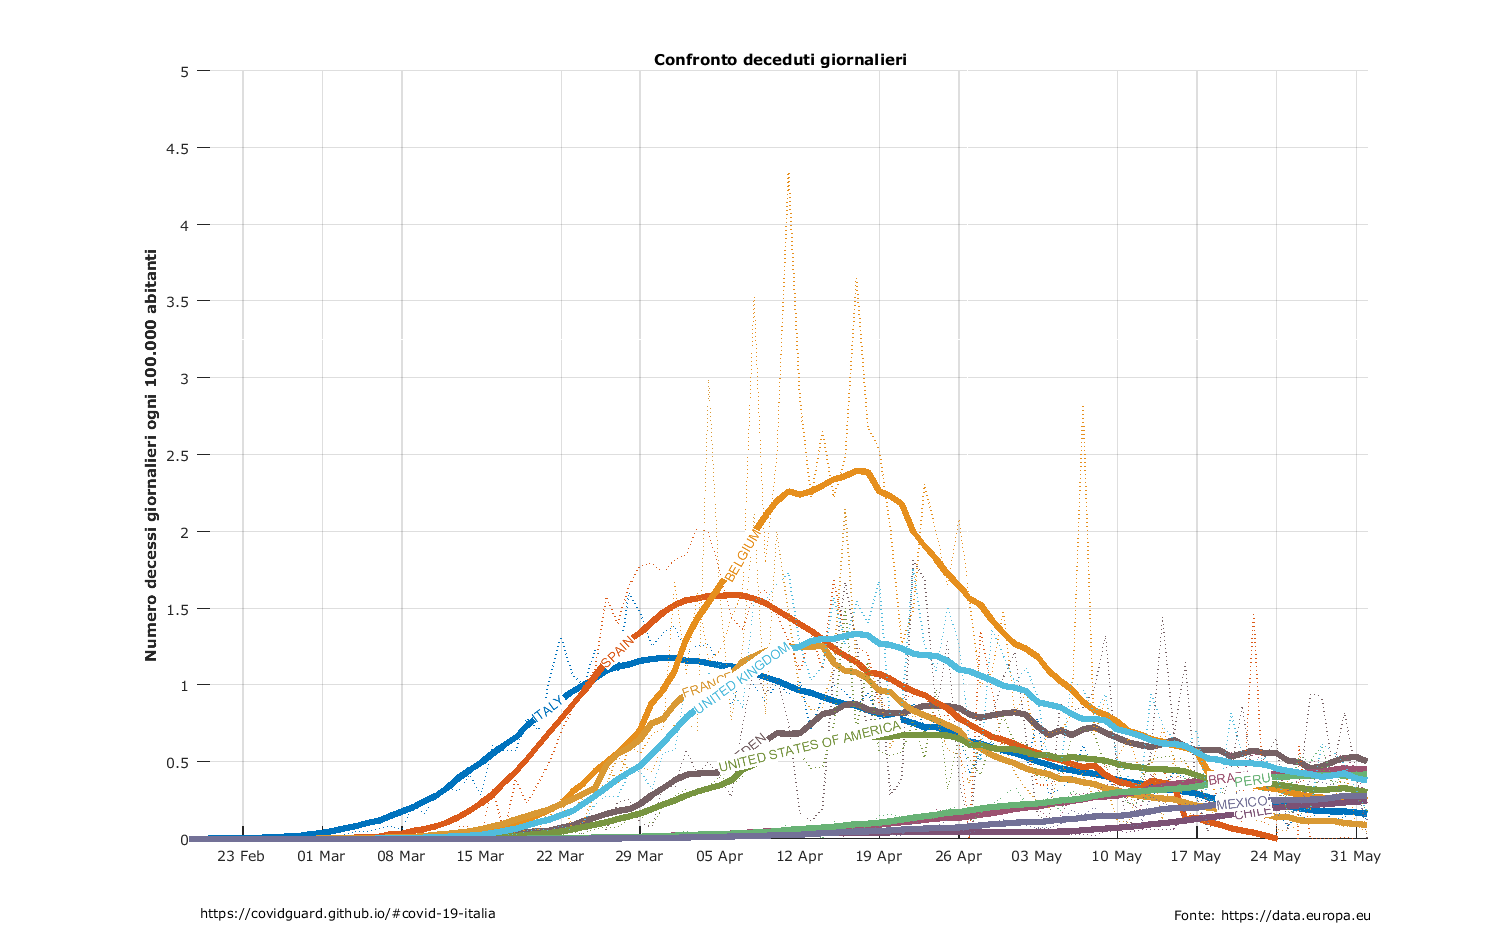 Confronto deceduti giornalieri
Numero decessi giornalieri ogni 100.000 abitanti
5
4.5
4
3.5
3
2.5
2
1.5
1
0.5
0
BELGIUM
SPAIN
ITALY
FRANCE
UNITED KINGDOM
DEN
UNITED STATES OF AMERICA
BRA
PERU
MEXICO
CHILE
23 Feb 01 Mar 08 Mar 15 Mar 22 Mar 29 Mar 05 Apr 12 Apr 19 Apr 26 Apr 03 May 10 May 17 May 24 May 31 May
https://covidguard.github.io/#covid-19-italia
Fonte: https://data.europa.eu